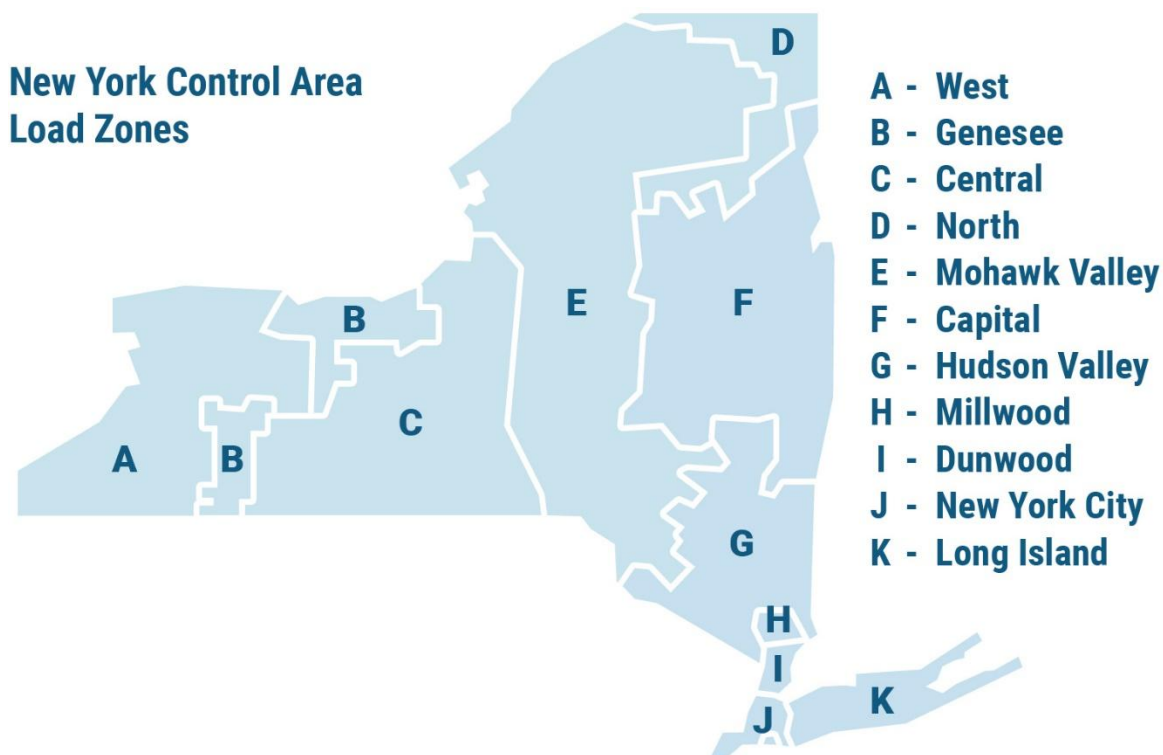 New York Control Area
Load Zones
A - West
B - Genesee
C - Central
D - North
E - Mohawk Valley
F - Capital
G - Hudson Valley
H - Millwood
I - Dunwood
J - New York City
K - Long Island
D
B
E
F
C
A
B
G
H
I
K
J